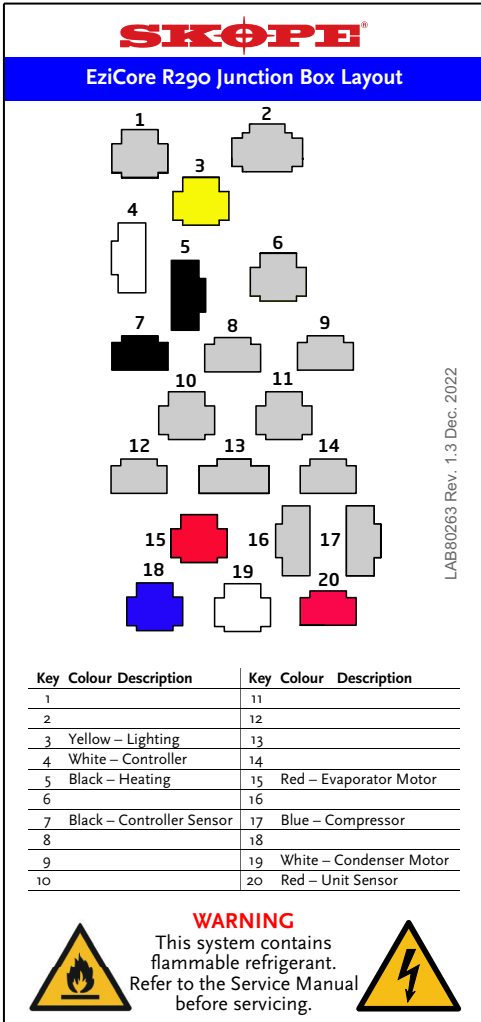 SKOPE®
EziCore R290 Junction Box Layout
1
2
3
4
5
6
7
8
9
10
11
12
13
14
15
16
17
18
19
20
LAB80263 Rev. 1.3 Dec. 2022
Key Colour Description
1
2
3 Yellow – Lighting
4 White – Controller
5 Black – Heating
6
7 Black – Controller Sensor
8
9
10
Key Colour Description
11
12
13
14
15 Red – Evaporator Motor
16
17 Blue – Compressor
18
19 White – Condenser Motor
20 Red – Unit Sensor
WARNING
This system contains
flammable refrigerant.
Refer to the Service Manual
before servicing.